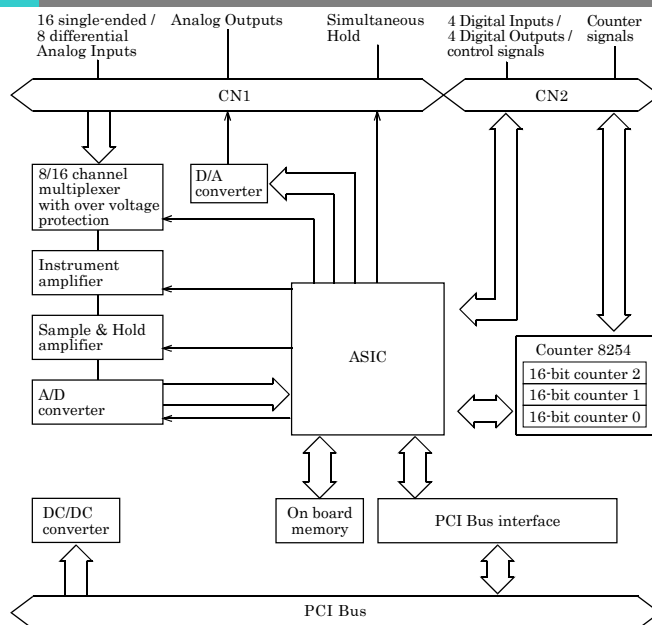 16 single-ended /
8 differential
Analog Inputs
Analog Outputs
Simultaneous
Hold
4 Digital Inputs /
4 Digital Outputs /
control signals
Counter
signals
CN1
CN2
8/16 channel
multiplexer
with over voltage
protection
D/A
converter
Instrument
amplifier
Sample & Hold
amplifier
A/D
converter
ASIC
Counter 8254
16-bit counter 2
16-bit counter 1
16-bit counter 0
DC/DC
converter
On board
memory
PCI Bus interface
PCI Bus